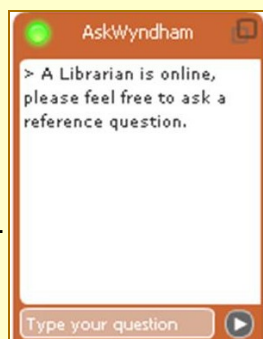 AskWyndham
> A Librarian is online,
please feel free to ask a
reference question.
Type your question